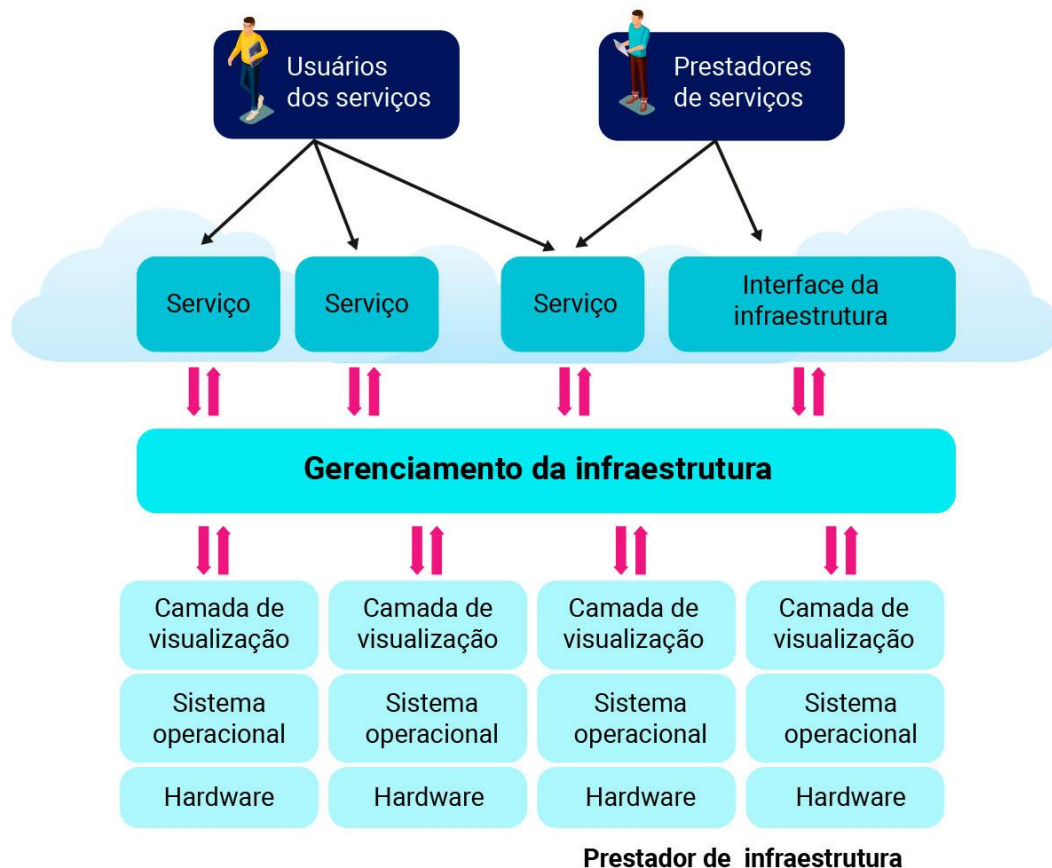 Usuários
dos serviços
Prestadores
de serviços
Serviço
Serviço
Serviço
Interface da
infraestrutura
Gerenciamento da infraestrutura
Camada de
visualização
Camada de
visualização
Camada de
visualização
Camada de
visualização
Sistema
operacional
Sistema
operacional
Sistema
operacional
Sistema
operacional
Hardware
Hardware
Hardware
Hardware
Prestador de infraestrutura